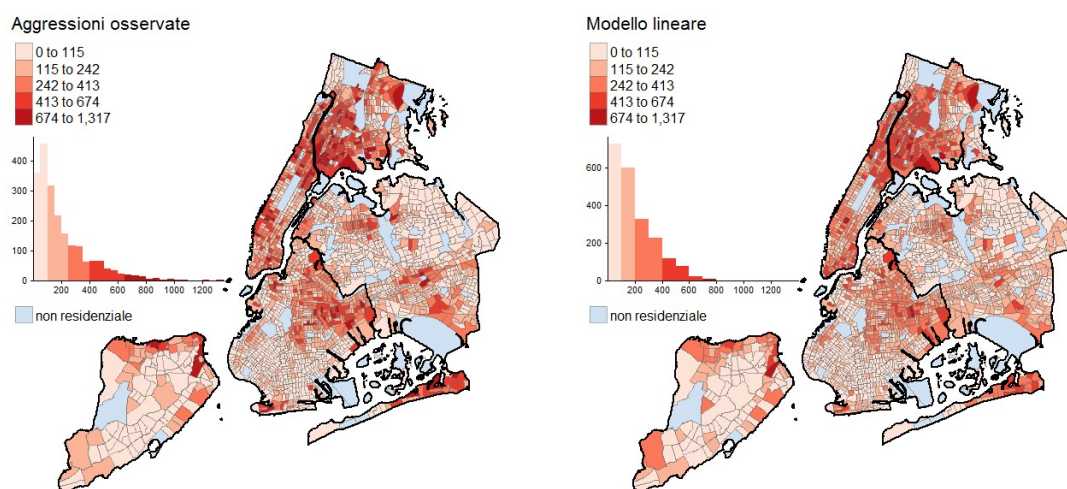 Aggressioni osservate
0 to 115
115 to 242
242 to 413
413 to 674
674 to 1,317
400
300
200
100
0
200 400 600 800 1000 1200
non residenziale
Modello lineare
0 to 115
115 to 242
242 to 413
413 to 674
674 to 1,317
600
400
200
0
200 400 600 800 1000 1200
non residenziale